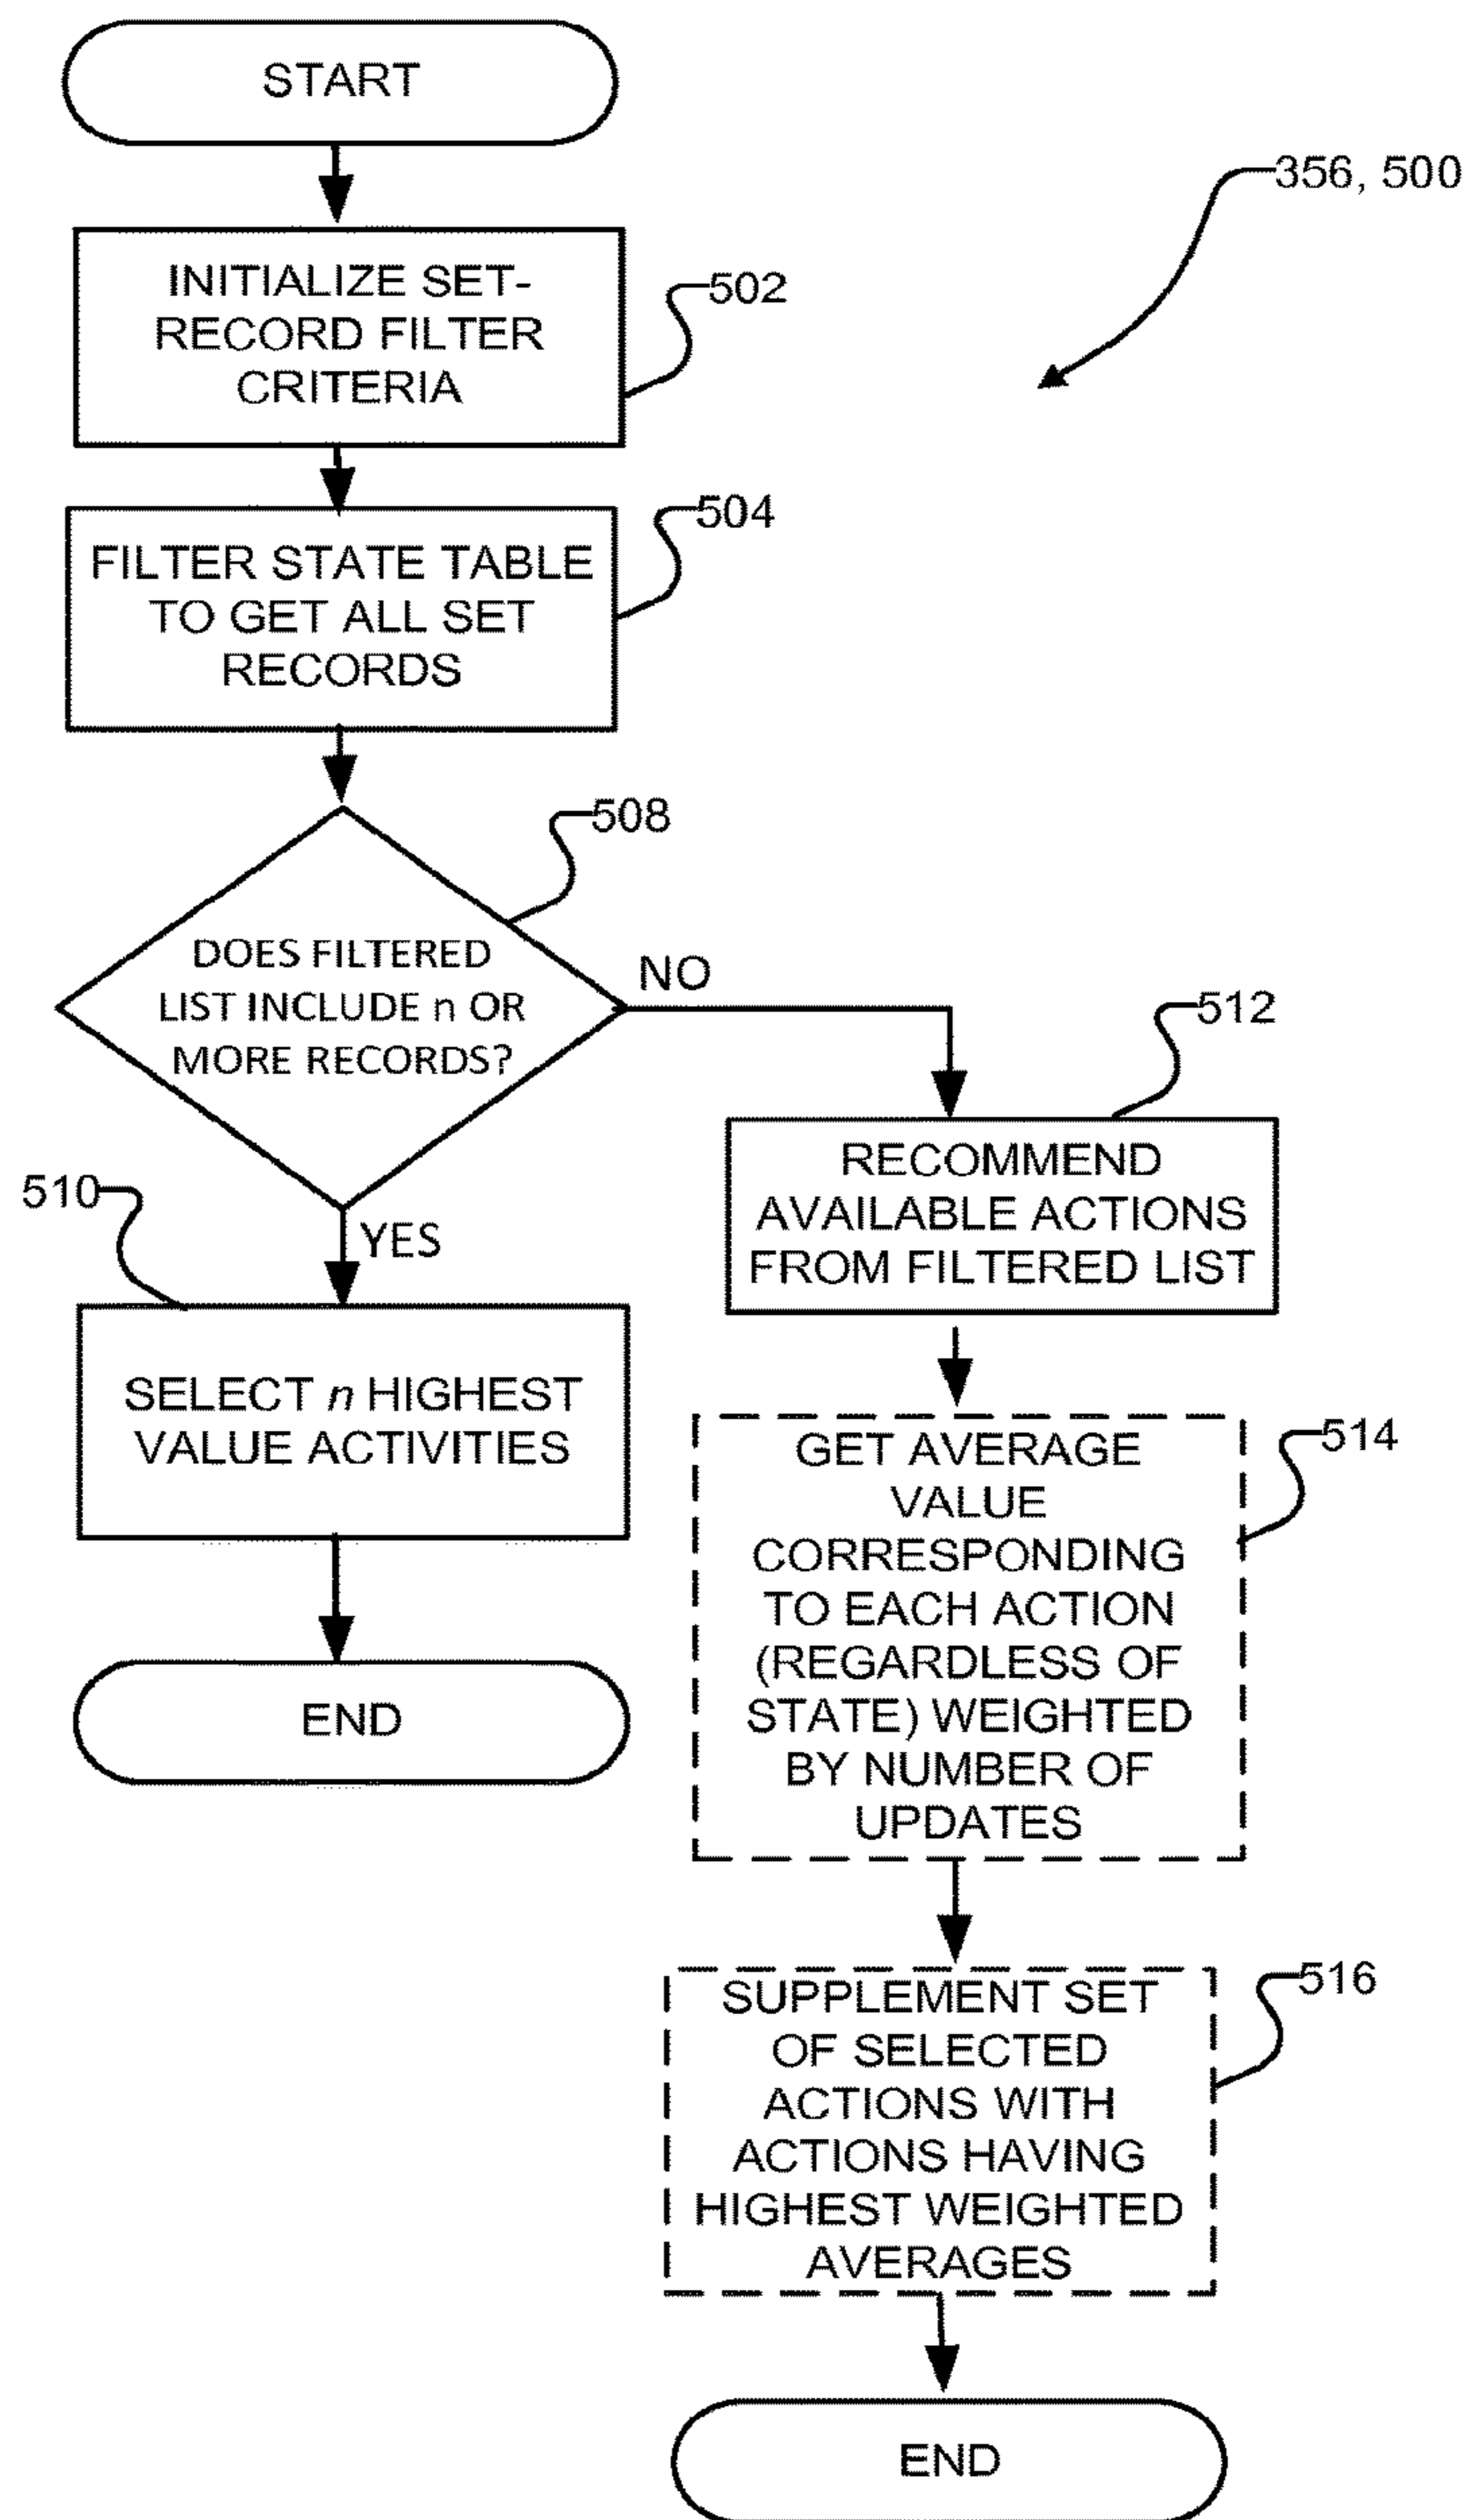 START
356, 500
INITIALIZE SET-
RECORD FILTER
CRITERIA
502
FILTER STATE TABLE
TO GET ALL SET
RECORDS
504
DOES FILTERED
LIST INCLUDE n OR
MORE RECORDS?
508
NO
YES
510
SELECT n HIGHEST
VALUE ACTIVITIES
END
512
RECOMMEND
AVAILABLE ACTIONS
FROM FILTERED LIST
GET AVERAGE
VALUE
CORRESPONDING
TO EACH ACTION
(REGARDLESS OF
STATE) WEIGHTED
BY NUMBER OF
UPDATES
514
SUPPLEMENT SET
OF SELECTED
ACTIONS WITH
ACTIONS HAVING
HIGHEST WEIGHTED
AVERAGES
516
END